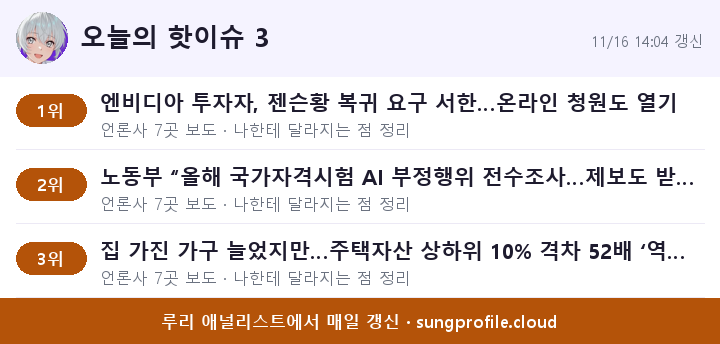 오늘의 핫이슈 3
11/16 14:04 갱신
1위
엔비디아 투자자, 젠슨황 복귀 요구 서한…온라인 청원도 열기
언론사 7곳 보도 · 나한테 달라지는 점 정리
2위
노동부 “올해 국가자격시험 AI 부정행위 전수조사…제보도 받…
언론사 7곳 보도 · 나한테 달라지는 점 정리
3위
집 가진 가구 늘었지만…주택자산 상하위 10% 격차 52배 ‘역…
언론사 7곳 보도 · 나한테 달라지는 점 정리
루리 애널리스트에서 매일 갱신 · sungprofile.cloud